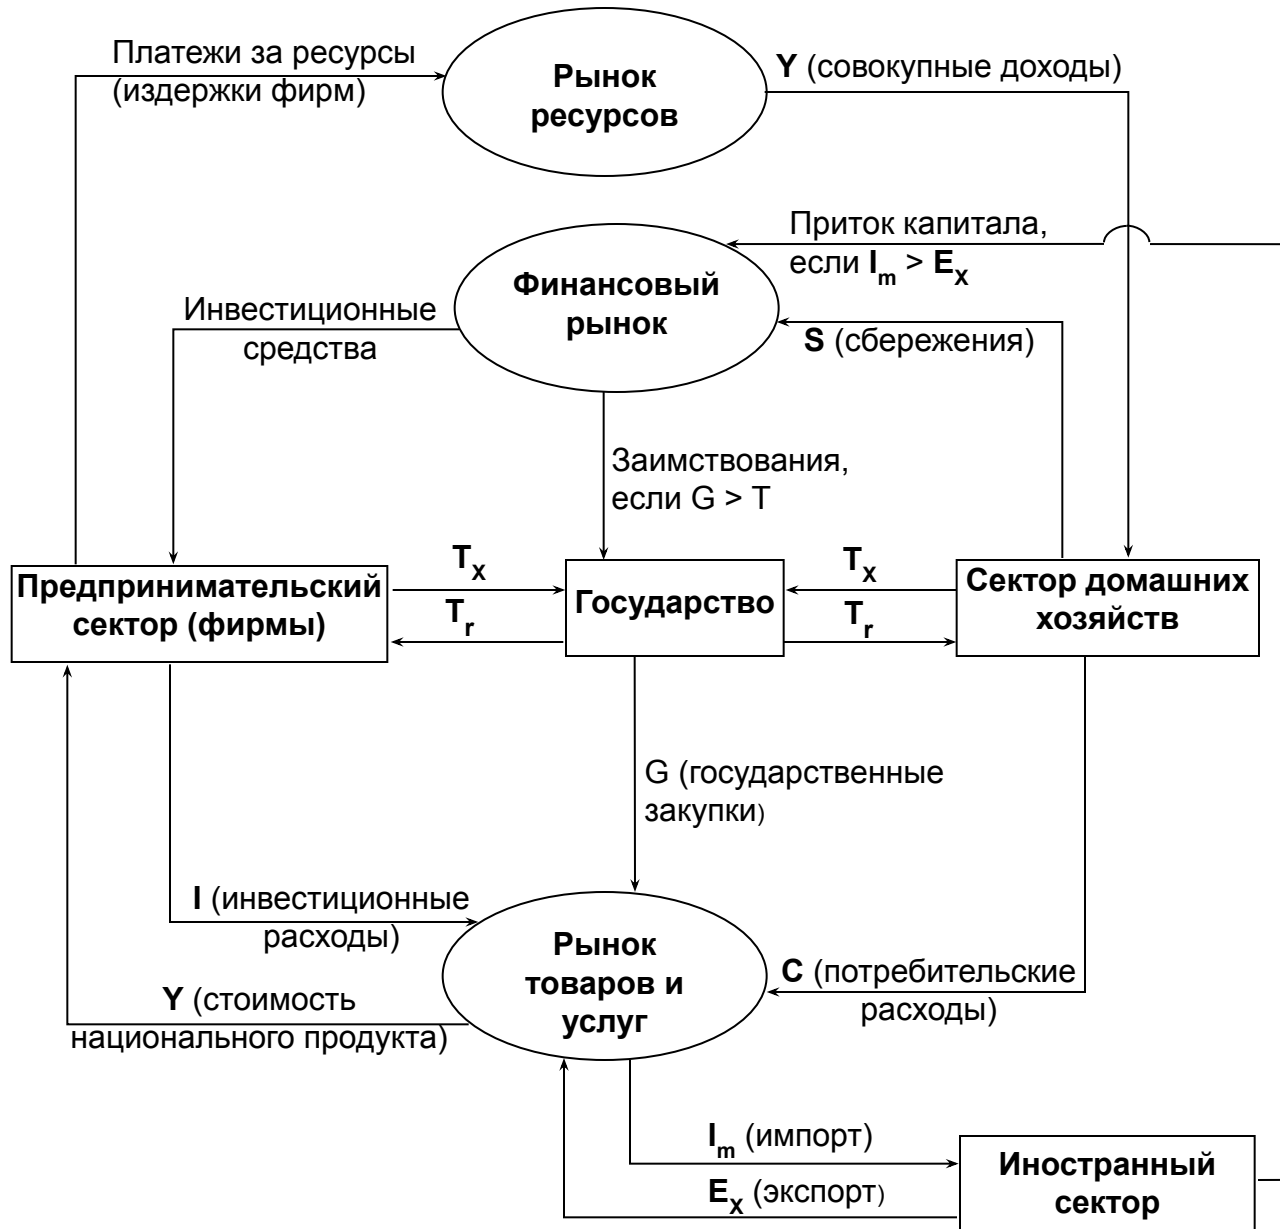 Платежи за ресурсы
(издержки фирм)
Рынок
ресурсов
Y (совокупные доходы)
Приток капитала,
если Im > EX
Финансовый
рынок
Инвестиционные
средства
S (сбережения)
Заимствования,
если G > T
Предпринимательский
сектор (фирмы)
TX
Tr
Государство
TX
Tr
Сектор домашних
хозяйств
G (государственные
закупки)
I (инвестиционные
расходы)
Рынок
товаров и
услуг
C (потребительские
расходы)
Y (стоимость
национального продукта)
Im (импорт)
EX (экспорт)
Иностранный
сектор